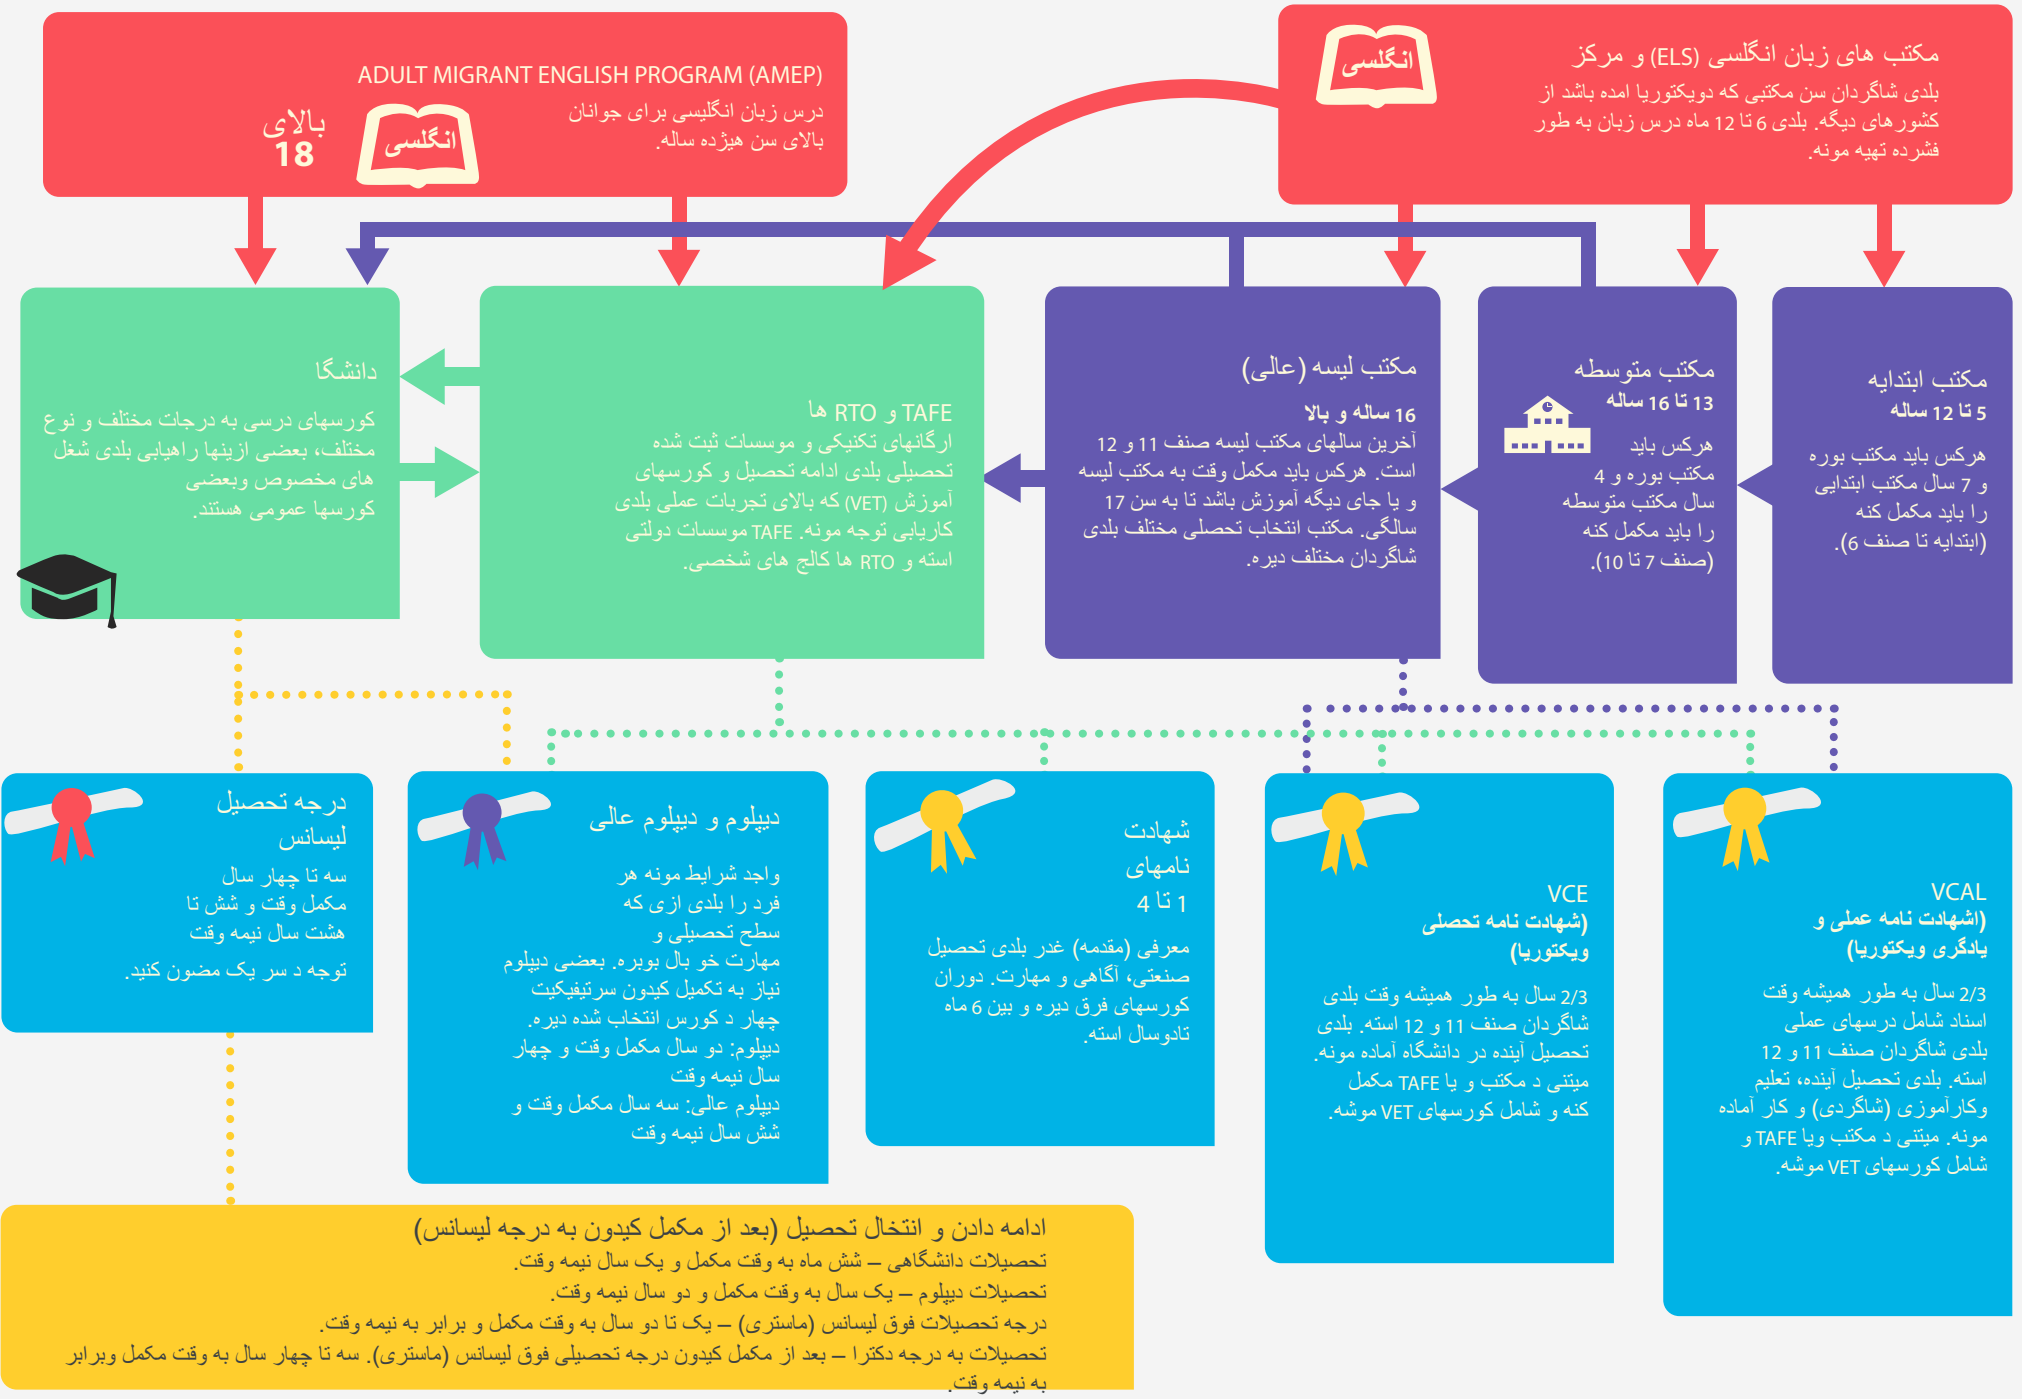 مکتب های زبان انگلسی (ELS) و مرکز
بلدی شاگردان سن مکتبی که دویکتوریا امده باشد از
کشورهای دیگه. بلدی 6 تا 12 ماه درس زبان به طور
فشرده تهیه مونه.
انگلسی
ADULT MIGRANT ENGLISH PROGRAM (AMEP)
درس زبان انگلیسی برای جوانان
بالای سن هیژده ساله.
انگلسی
بالای
18
مکتب ابتدایه
5 تا 12 ساله
هرکس باید مکتب بوره
و 7 سال مکتب ابتدایی
را باید مکمل کنه
(ابتدایه تا صنف 6).
مکتب متوسطه
13 تا 16 ساله
هرکس باید
مکتب بوره و 4
سال مکتب متوسطه
را باید مکمل کنه
(صنف 7 تا 10).
مکتب لیسه (عالی)
16 ساله و بالا
آخرین سالهای مکتب لیسه صنف 11 و 12
است. هرکس باید مکمل وقت به مکتب لیسه
و یا جای دیگه آموزش باشد تا به سن 17
سالگی. مکتب انتخاب تحصلی مختلف بلدی
شاگردان مختلف دیره.
TAFE و RTO ها
ارگانهای تکنیکی و موسسات ثبت شده
تحصیلی بلدی ادامه تحصیل و کورسهای
آموزش (VET) که بالای تجربات عملی بلدی
کاریابی توجه مونه. TAFE موسسات دولتی
استه و RTO ها کالج های شخصی.
دانشگا
کورسهای درسی به درجات مختلف و نوع
مختلف، بعضی ازینها راهیابی بلدی شغل
های مخصوص وبعضی
کورسها عمومی هستند.
VCAL
(اشهادت نامه عملی و
یادگری ویکتوریا)
2/3 سال به طور همیشه وقت
اسناد شامل درسهای عملی
بلدی شاگردان صنف 11 و 12
استه. بلدی تحصیل آینده، تعلیم
وکارآموزی (شاگردی) و کار آماده
مونه. میتنی د مکتب ویا TAFE و
شامل کورسهای VET موشه.
VCE
(شهادت نامه تحصلی
ویکتوریا)
2/3 سال به طور همیشه وقت بلدی
شاگردان صنف 11 و 12 استه. بلدی
تحصیل آینده در دانشگاه آماده مونه.
میتنی د مکتب و یا TAFE مکمل
کنه و شامل کورسهای VET موشه.
شهادت
نامهای
1 تا 4
معرفی (مقدمه) غدر بلدی تحصیل
صنعتی، آگاهی و مهارت. دوران
کورسهای فرق دیره و بین 6 ماه
تادوسال استه.
دیپلوم و دیپلوم عالی
واجد شرایط مونه هر
فرد را بلدی ازی که
سطح تحصیلی و
مهارت خو بال بوبره. بعضی دیپلوم
نیاز به تکمیل کیدون سرتیفیکیت
چهار د کورس انتخاب شده دیره.
دیپلوم: دو سال مکمل وقت و چهار
سال نیمه وقت
دیپلوم عالی: سه سال مکمل وقت و
شش سال نیمه وقت
درجه تحصیل
لیسانس
سه تا چهار سال
مکمل وقت و شش تا
هشت سال نیمه وقت
توجه د سر یک مضون کنید.
ادامه دادن و انتخال تحصیل (بعد از مکمل کیدون به درجه لیسانس)
تحصیلات دانشگاهی – شش ماه به وقت مکمل و یک سال نیمه وقت.
تحصیلات دیپلوم – یک سال به وقت مکمل و دو سال نیمه وقت.
درجه تحصیلات فوق لیسانس (ماستری) – یک تا دو سال به وقت مکمل و برابر به نیمه وقت.
تحصیلات به درجه دکترا – بعد از مکمل کیدون درجه تحصیلی فوق لیسانس (ماستری). سه تا چهار سال به وقت مکمل وبرابر
به نیمه وقت.